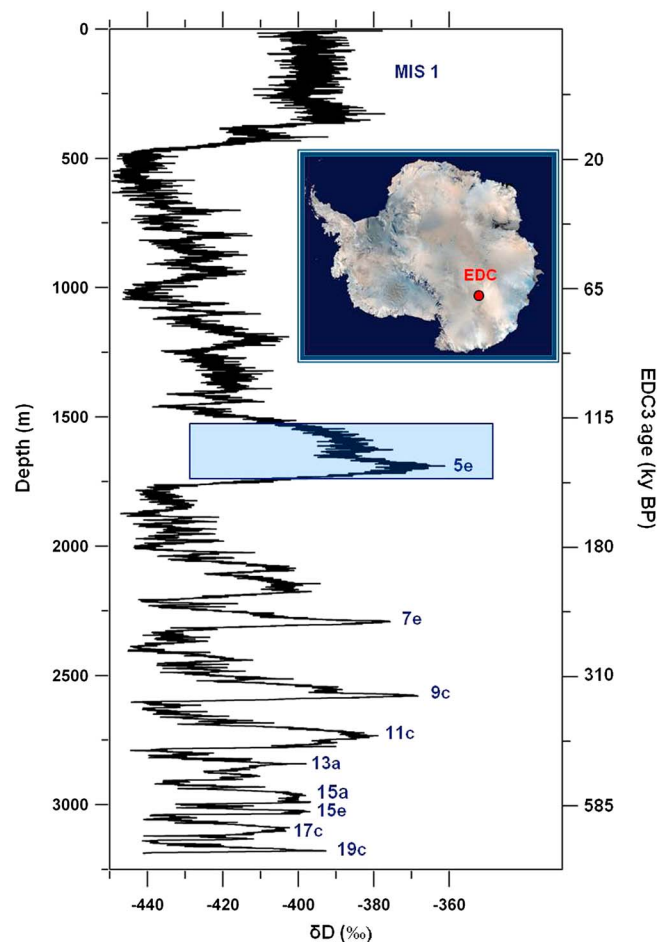 0
MIS 1
500
20
EDC
1000
65
1500
115
5e
Depth (m)
EDC3 age (ky BP)
2000
180
7e
2500
310
9c
11c
13a
15a
3000
585
15e
17c
19c
-440
-420
-400
-380
-360
δD (‰)